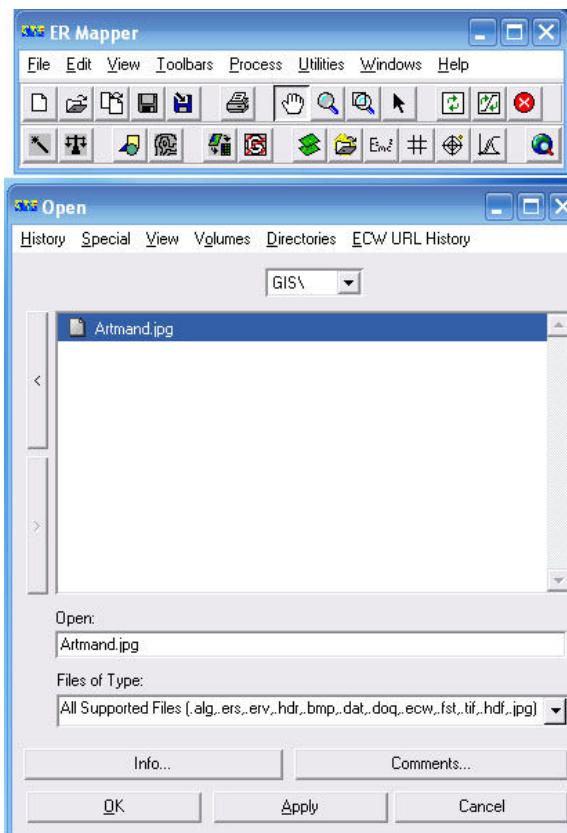 ER Mapper
File Edit View Toolbars Process Utilities Windows Help
Emc²
Open
History Special View Volumes Directories ECW URL History
GIS\
Artmand.jpg
<
>
Open:
Artmand.jpg
Files of Type:
All Supported Files (.alg,.ers,.erv,.hdr,.bmp,.dat,.doq,.ecw,.fst,.tif,.hdf,.jpg)
Info... Comments...
OK Apply Cancel